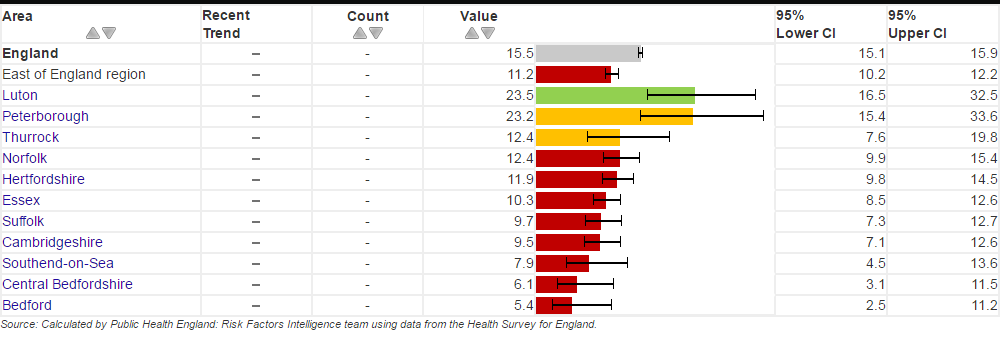 Area Recent Trend Count Value 95% Lower CI 95% Upper CI
England – - 15.5 15.1 15.9
East of England region – - 11.2 10.2 12.2
Luton – - 23.5 16.5 32.5
Peterborough – - 23.2 15.4 33.6
Thurrock – - 12.4 7.6 19.8
Norfolk – - 12.4 9.9 15.4
Hertfordshire – - 11.9 9.8 14.5
Essex – - 10.3 8.5 12.6
Suffolk – - 9.7 7.3 12.7
Cambridgeshire – - 9.5 7.1 12.6
Southend-on-Sea – - 7.9 4.5 13.6
Central Bedfordshire – - 6.1 3.1 11.5
Bedford – - 5.4 2.5 11.2
Source: Calculated by Public Health England: Risk Factors Intelligence team using data from the Health Survey for England.